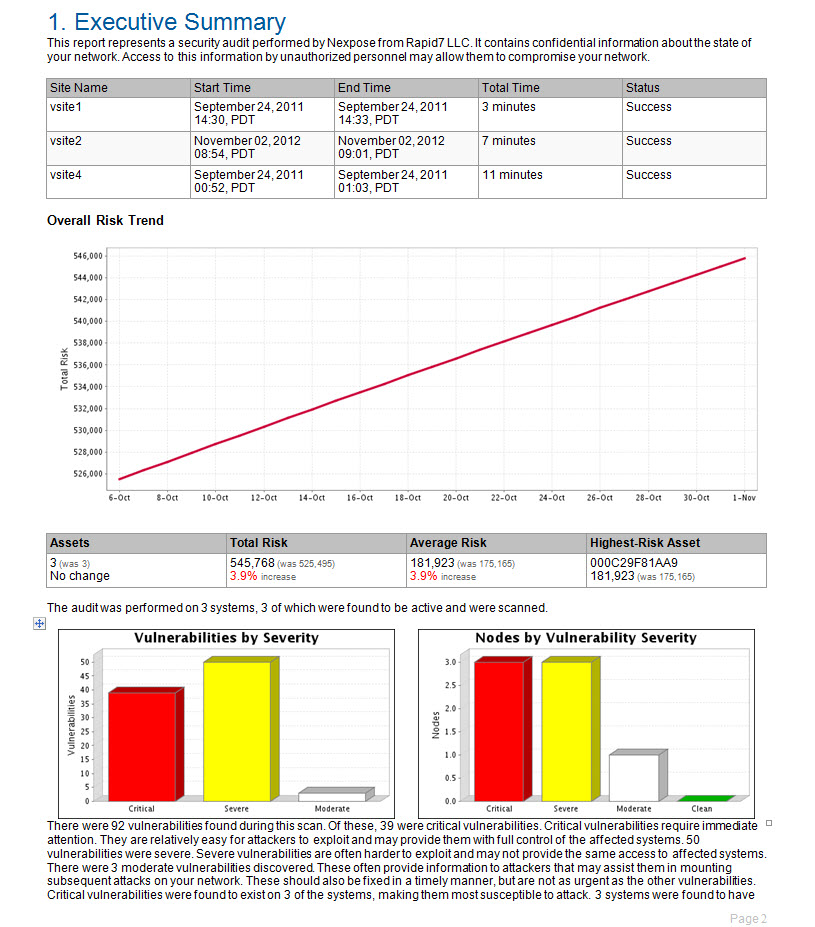 1. Executive Summary
This report represents a security audit performed by Nexpose from Rapid7 LLC. It contains confidential information about the state of
your network. Access to this information by unauthorized personnel may allow them to compromise your network.
Site Name Start Time End Time Total Time Status
vsite1 September 24, 2011 September 24, 2011 3 minutes Success
14:30, PDT 14:33, PDT
vsite2 November 02, 2012 November 02, 2012 7 minutes Success
08:54, PDT 09:01, PDT
vsite4 September 24, 2011 September 24, 2011 11 minutes Success
00:52, PDT 01:03, PDT
Overall Risk Trend
Total Risk
546,000
544,000
542,000
540,000
538,000
536,000
534,000
532,000
530,000
528,000
526,000
6-Oct 8-Oct 10-Oct 12-Oct 14-Oct 16-Oct 18-Oct 20-Oct 22-Oct 24-Oct 26-Oct 28-Oct 30-Oct 1-Nov
Assets Total Risk Average Risk Highest-Risk Asset
3 (was 3) 545,768 (was 525,495) 181,923 (was 175,165) 000C29F81AA9
No change 3.9% increase 3.9% increase 181,923 (was 175,165)
The audit was performed on 3 systems, 3 of which were found to be active and were scanned.
Vulnerabilities by Severity
Vulnerabilities
50
45
40
35
30
25
20
15
10
5
0
Critical Severe Moderate
Nodes by Vulnerability Severity
Nodes
3.0
2.5
2.0
1.5
1.0
0.5
0.0
Critical Severe Moderate Clean
There were 92 vulnerabilities found during this scan. Of these, 39 were critical vulnerabilities. Critical vulnerabilities require immediate
attention. They are relatively easy for attackers to exploit and may provide them with full control of the affected systems. 50
vulnerabilities were severe. Severe vulnerabilities are often harder to exploit and may not provide the same access to affected systems.
There were 3 moderate vulnerabilities discovered. These often provide information to attackers that may assist them in mounting
subsequent attacks on your network. These should also be fixed in a timely manner, but are not as urgent as the other vulnerabilities.
Critical vulnerabilities were found to exist on 3 of the systems, making them most susceptible to attack. 3 systems were found to have
Page 2